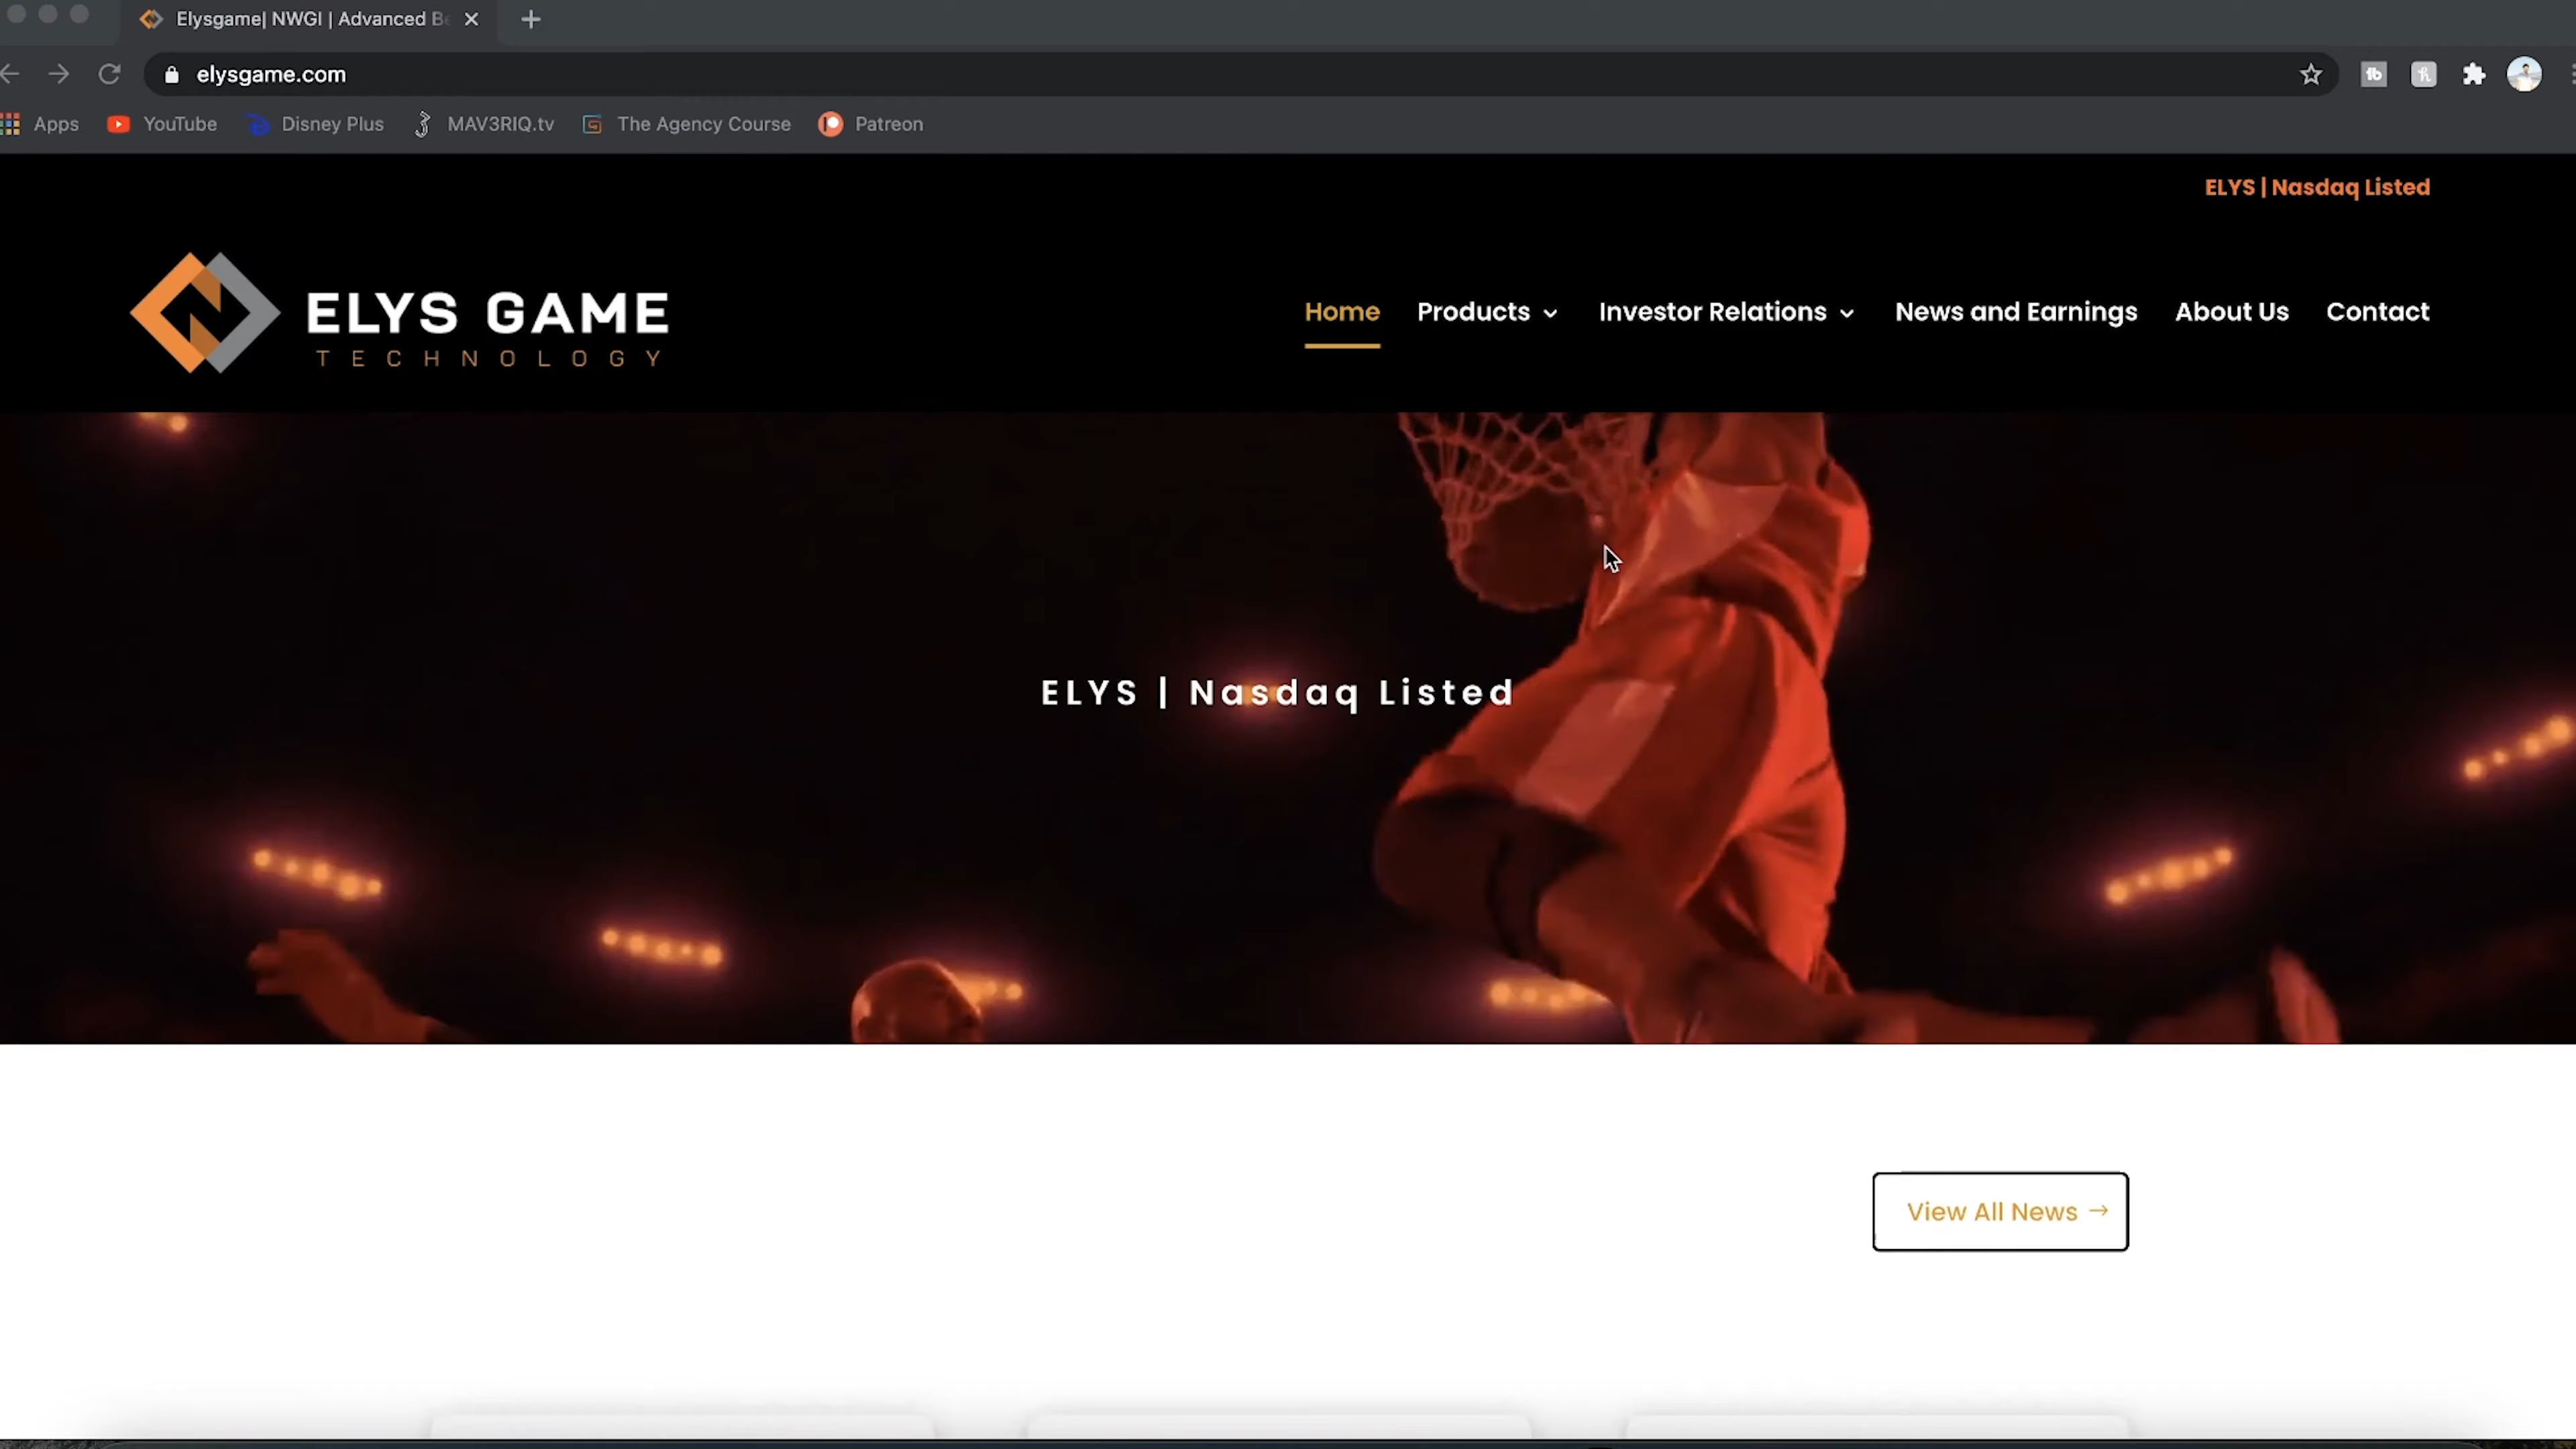 Elysgame| NWGI | Advanced Be
elysgame.com
Apps
YouTube
Disney Plus
MAV3RIQ.tv
The Agency Course
Patreon
ELYS | Nasdaq Listed
ELYS GAME
TECHNOLOGY
Home
Products
Investor Relations
News and Earnings
About Us
Contact
ELYS | Nasdaq Listed
View All News →